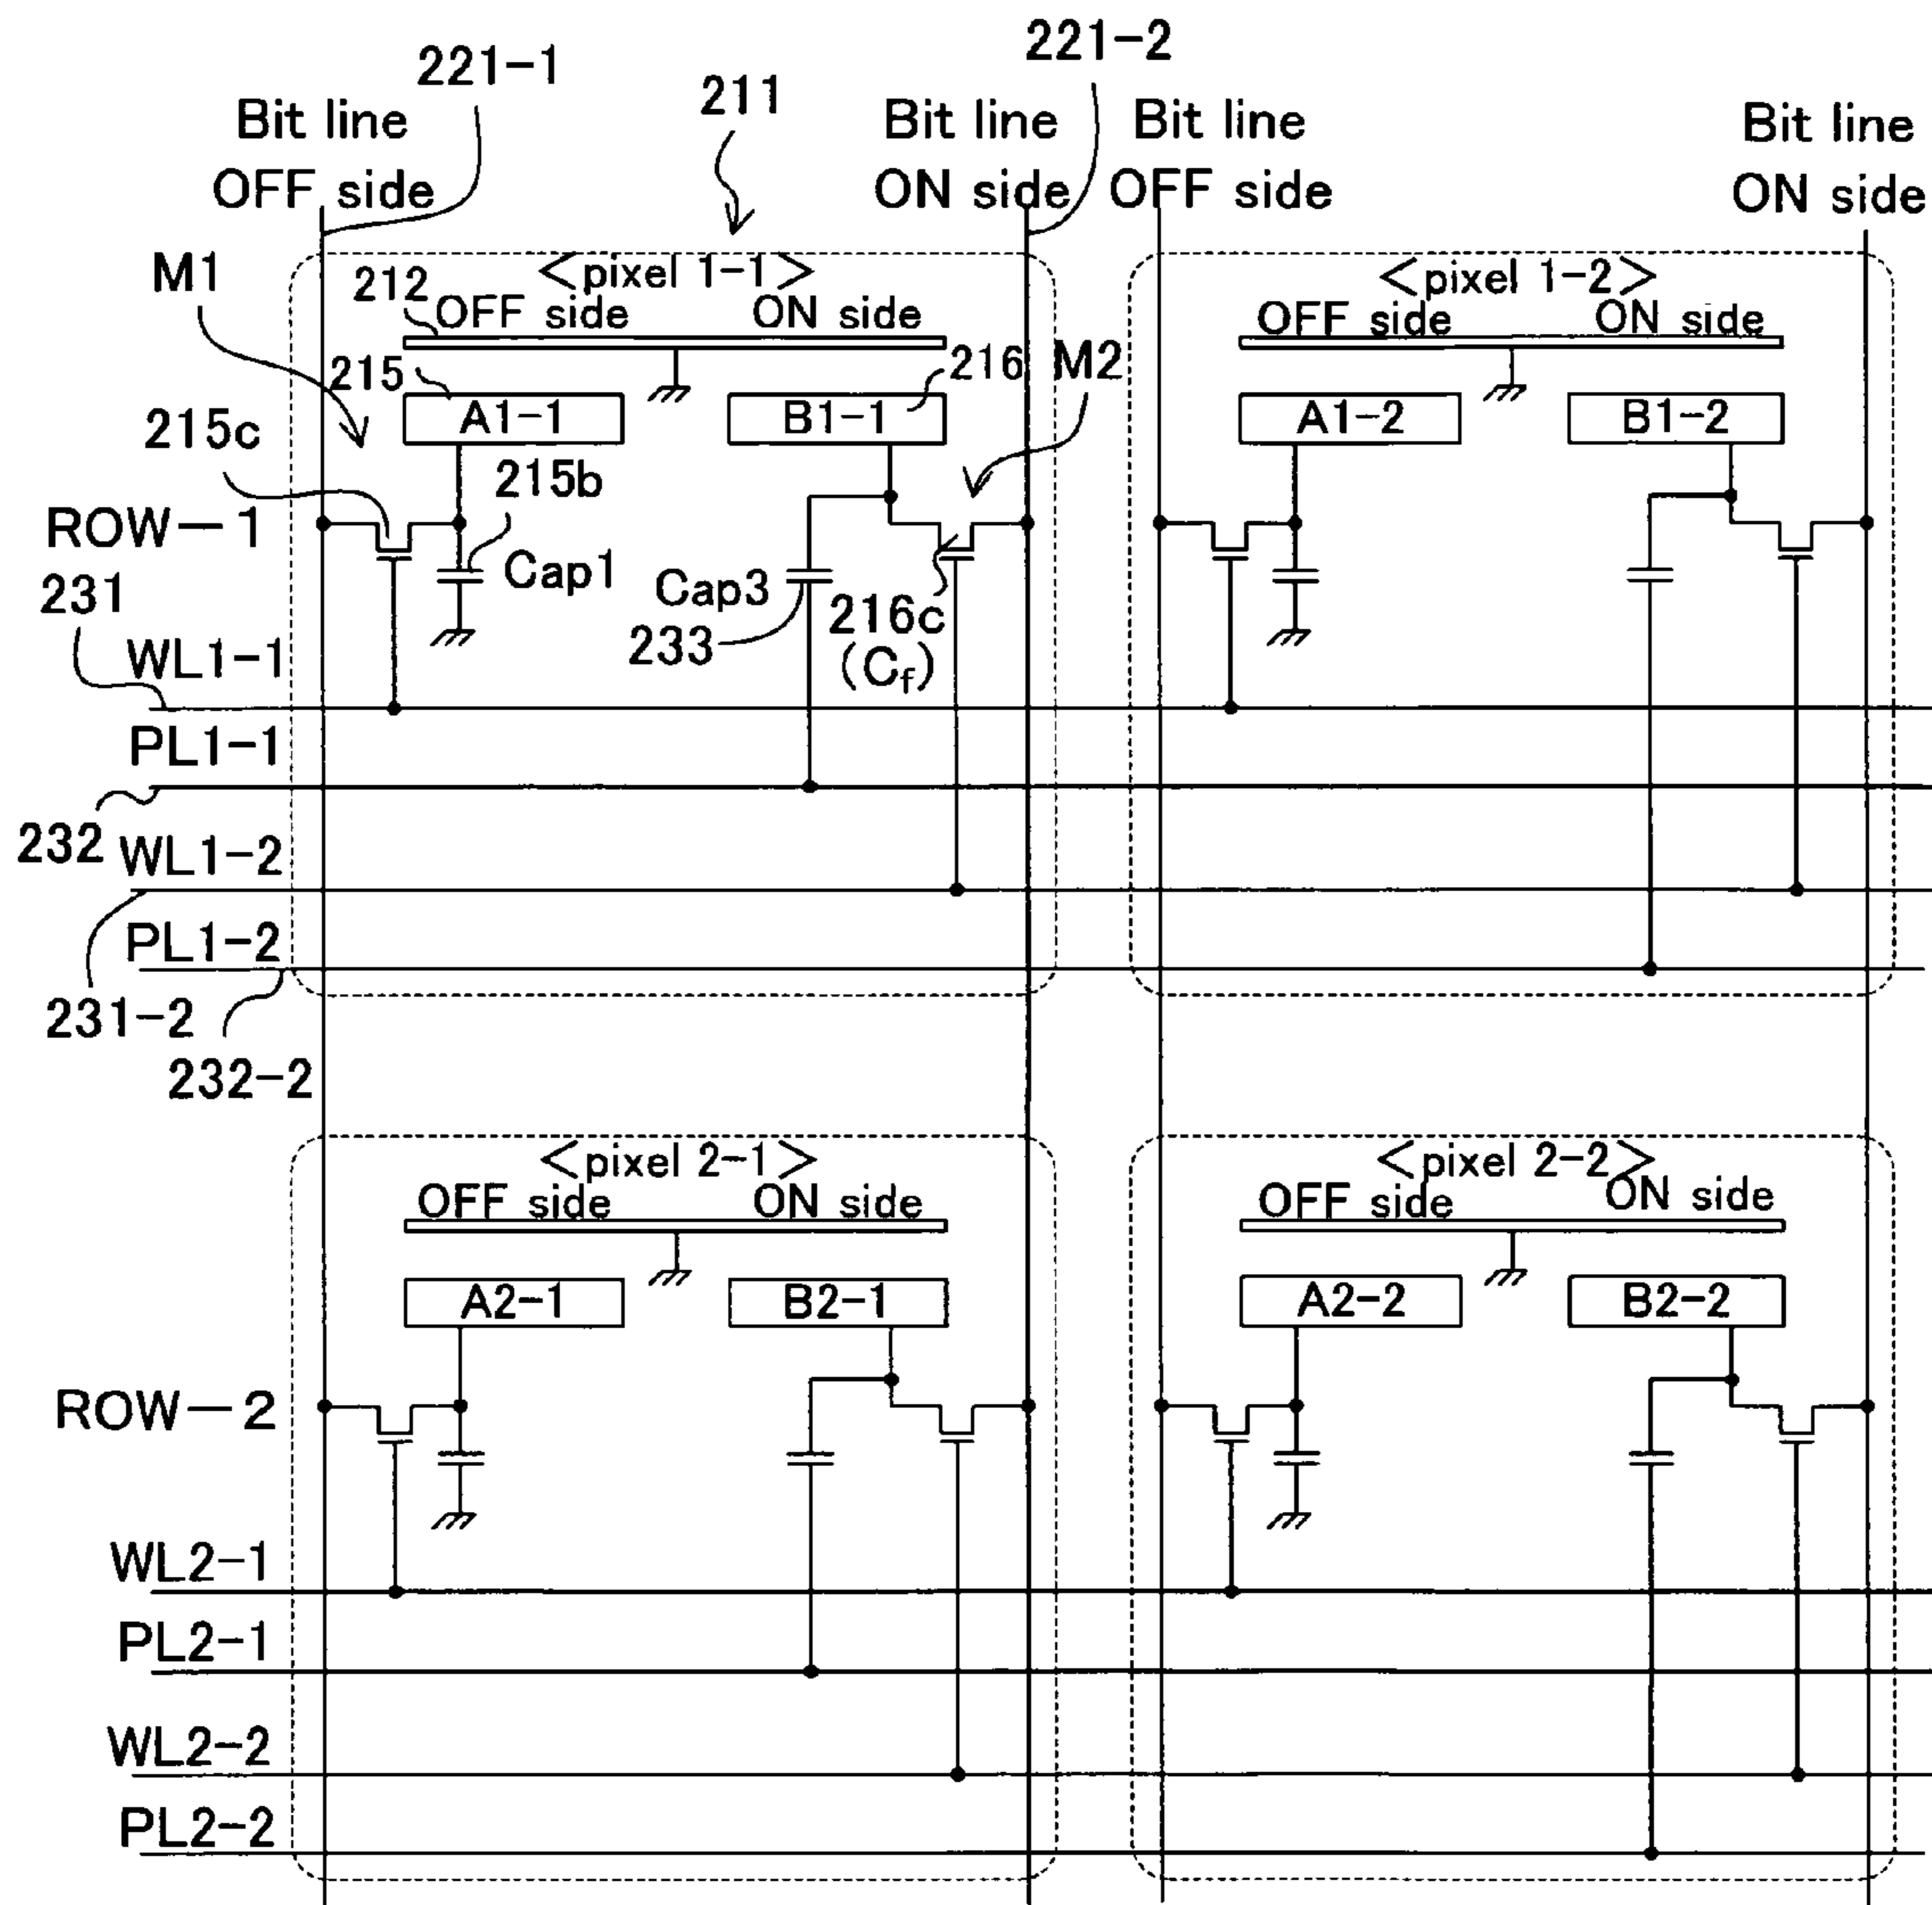 221-1
221-2
211
Bit line
OFF side
Bit line
ON side
Bit line
OFF side
Bit line
ON side
M1
212
<pixel 1-1>
OFF side
ON side
<pixel 1-2>
OFF side
ON side
215
216
M2
A1-1
B1-1
A1-2
B1-2
215c
215b
ROW-1
Cap1
Cap3
233
216c
(Cf)
231
WL1-1
PL1-1
232
WL1-2
PL1-2
231-2
232-2
<pixel 2-1>
OFF side
ON side
<pixel 2-2>
OFF side
ON side
A2-1
B2-1
A2-2
B2-2
ROW-2
WL2-1
PL2-1
WL2-2
PL2-2